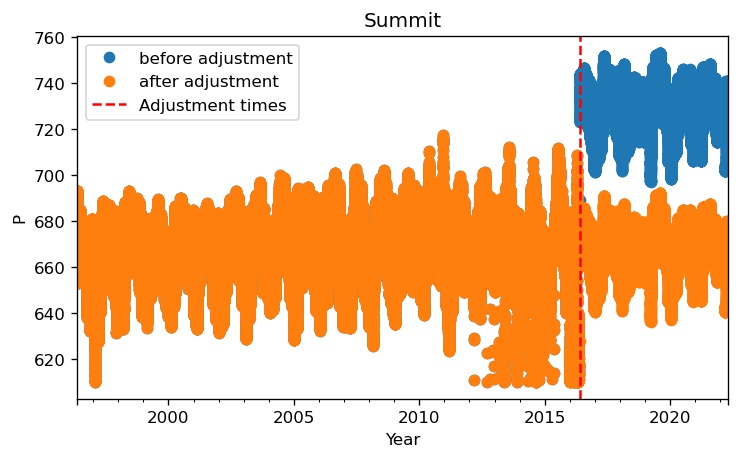 Summit
before adjustment
after adjustment
Adjustment times
P
760
740
720
700
680
660
640
620
2000 2005 2010 2015 2020
Year